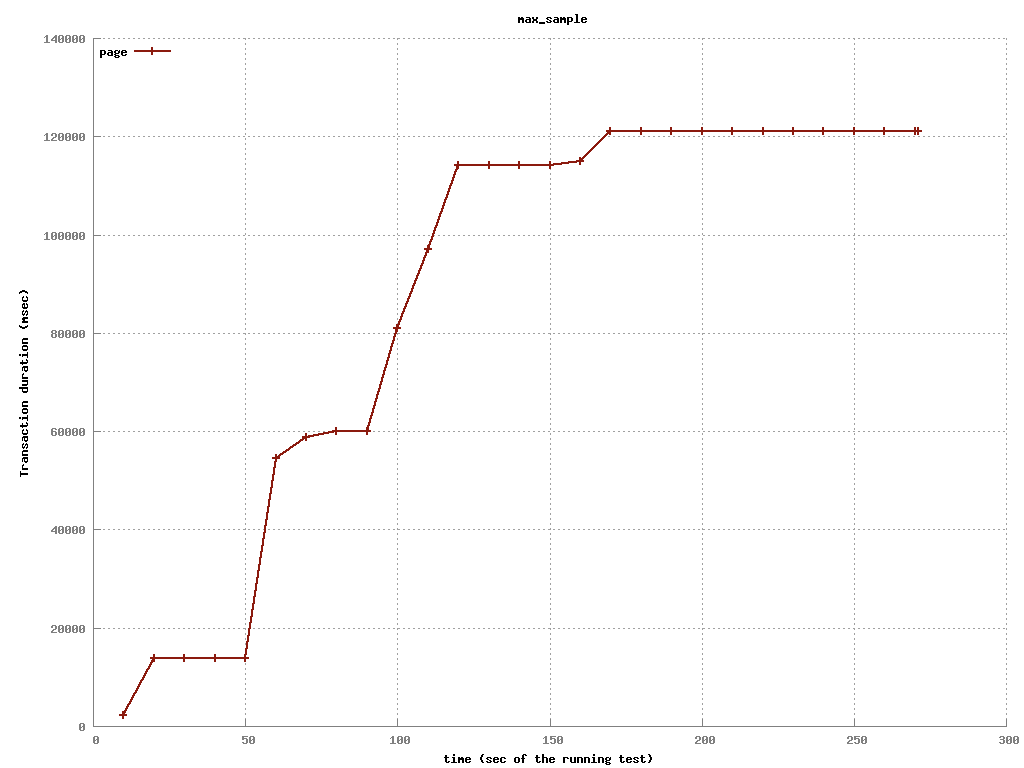 max_sample
140000
page
120000
100000
80000
60000
40000
20000
0
Transaction duration (msec)
0 50 100 150 200 250 300
time (sec of the running test)